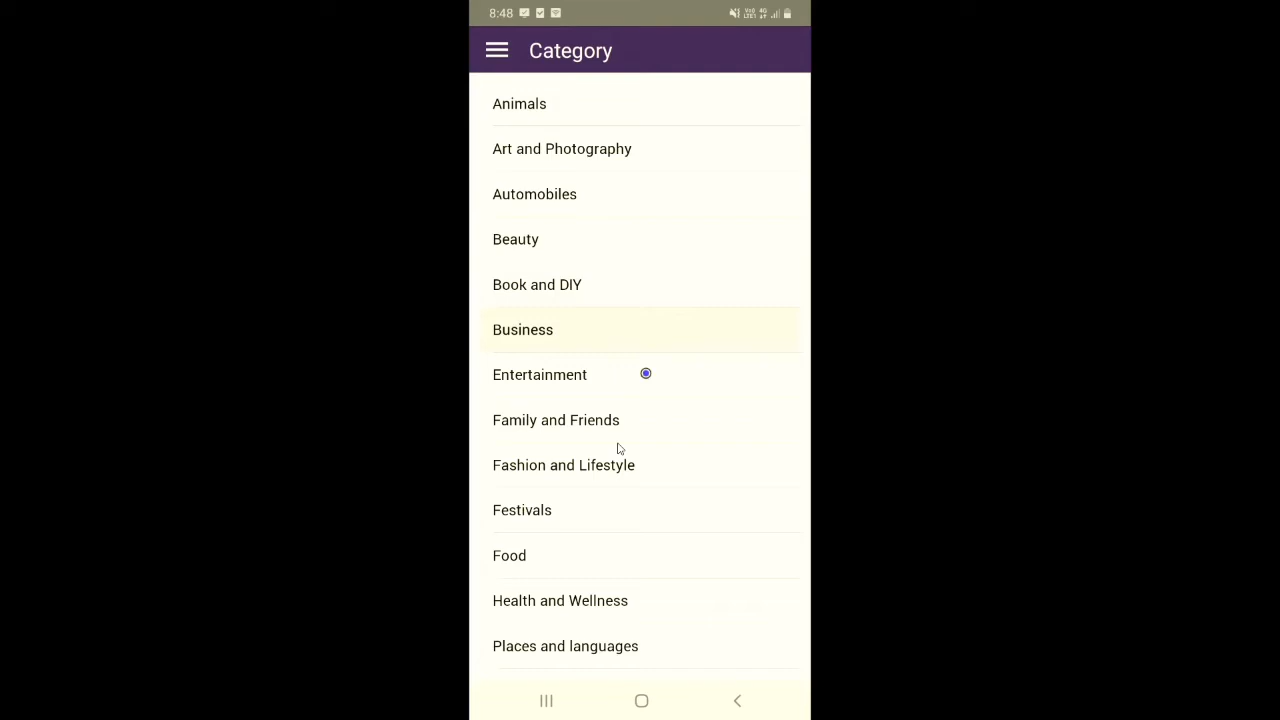 8:48
Category
Animals
Art and Photography
Automobiles
Beauty
Book and DIY
Business
Entertainment
Family and Friends
Fashion and Lifestyle
Festivals
Food
Health and Wellness
Places and languages